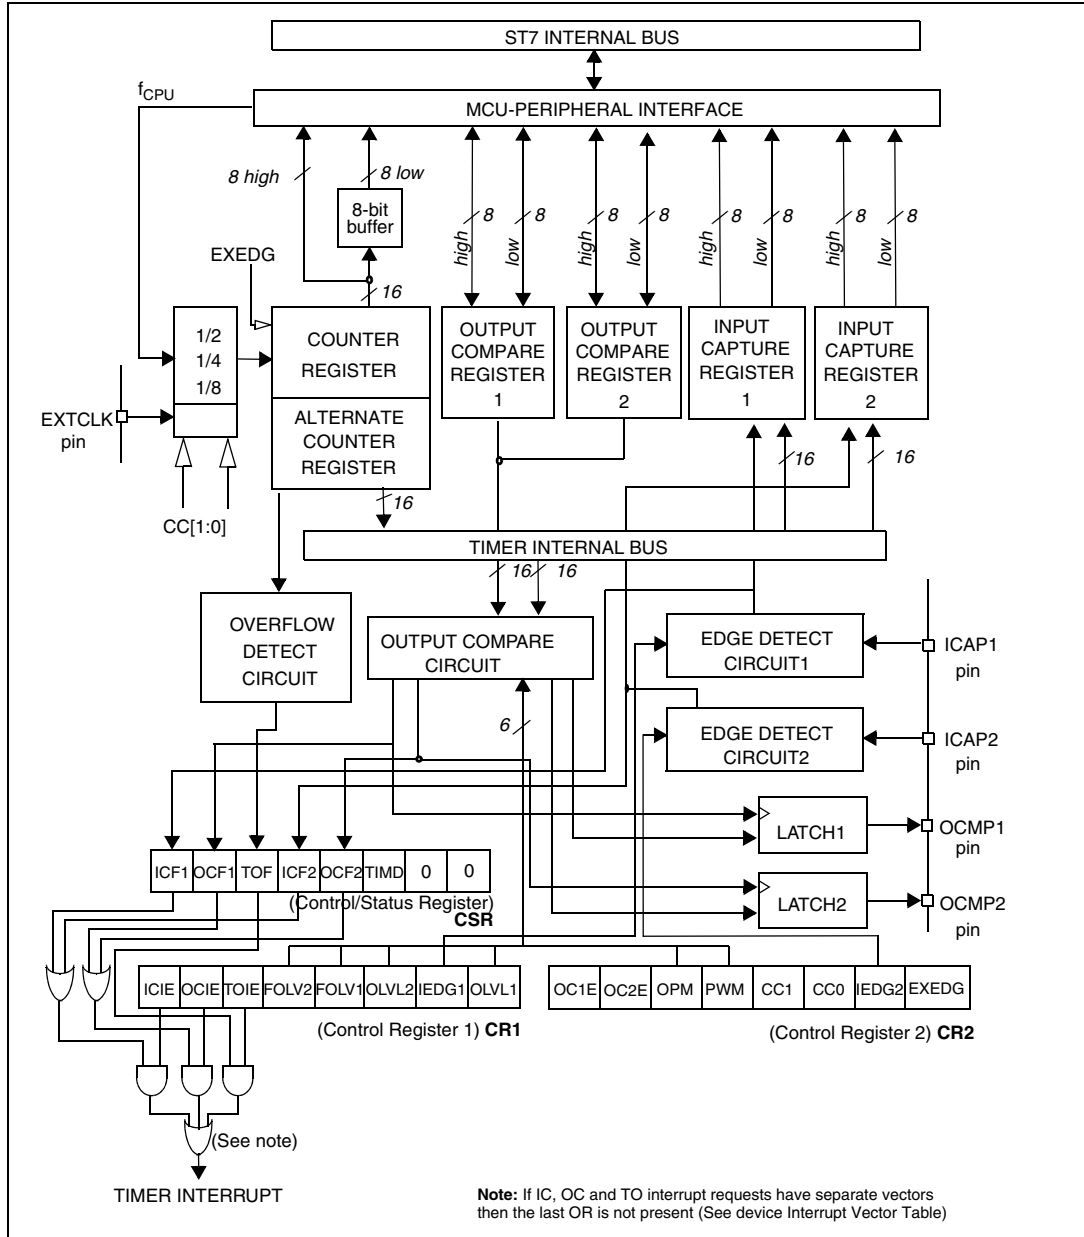 ST7 INTERNAL BUS
fCPU
MCU-PERIPHERAL INTERFACE
8 high
8 low
8-bit
buffer
high
8
low
8
high
8
low
8
high
8
low
8
high
8
low
8
EXEDG
16
1/2
1/4
1/8
COUNTER
REGISTER
ALTERNATE
COUNTER
REGISTER
OUTPUT
COMPARE
REGISTER
1
OUTPUT
COMPARE
REGISTER
2
INPUT
CAPTURE
REGISTER
1
INPUT
CAPTURE
REGISTER
2
EXTCLK
pin
CC[1:0]
16
16
16
TIMER INTERNAL BUS
16
16
OVERFLOW
DETECT
CIRCUIT
OUTPUT COMPARE
CIRCUIT
6
EDGE DETECT
CIRCUIT1
ICAP1
pin
EDGE DETECT
CIRCUIT2
ICAP2
pin
LATCH1
OCMP1
pin
LATCH2
OCMP2
pin
ICF1 OCF1 TOF ICF2 OCF2 TIMD 0 0
(Control/Status Register)
CSR
ICIE OCIE TOIE FOLV2 FOLV1 OLVL2 IEDG1 OLVL1
(Control Register 1) CR1
OC1E OC2E OPM PWM CC1 CC0 IEDG2 EXEDG
(Control Register 2) CR2
(See note)
TIMER INTERRUPT
Note: If IC, OC and TO interrupt requests have separate vectors
then the last OR is not present (See device Interrupt Vector Table)